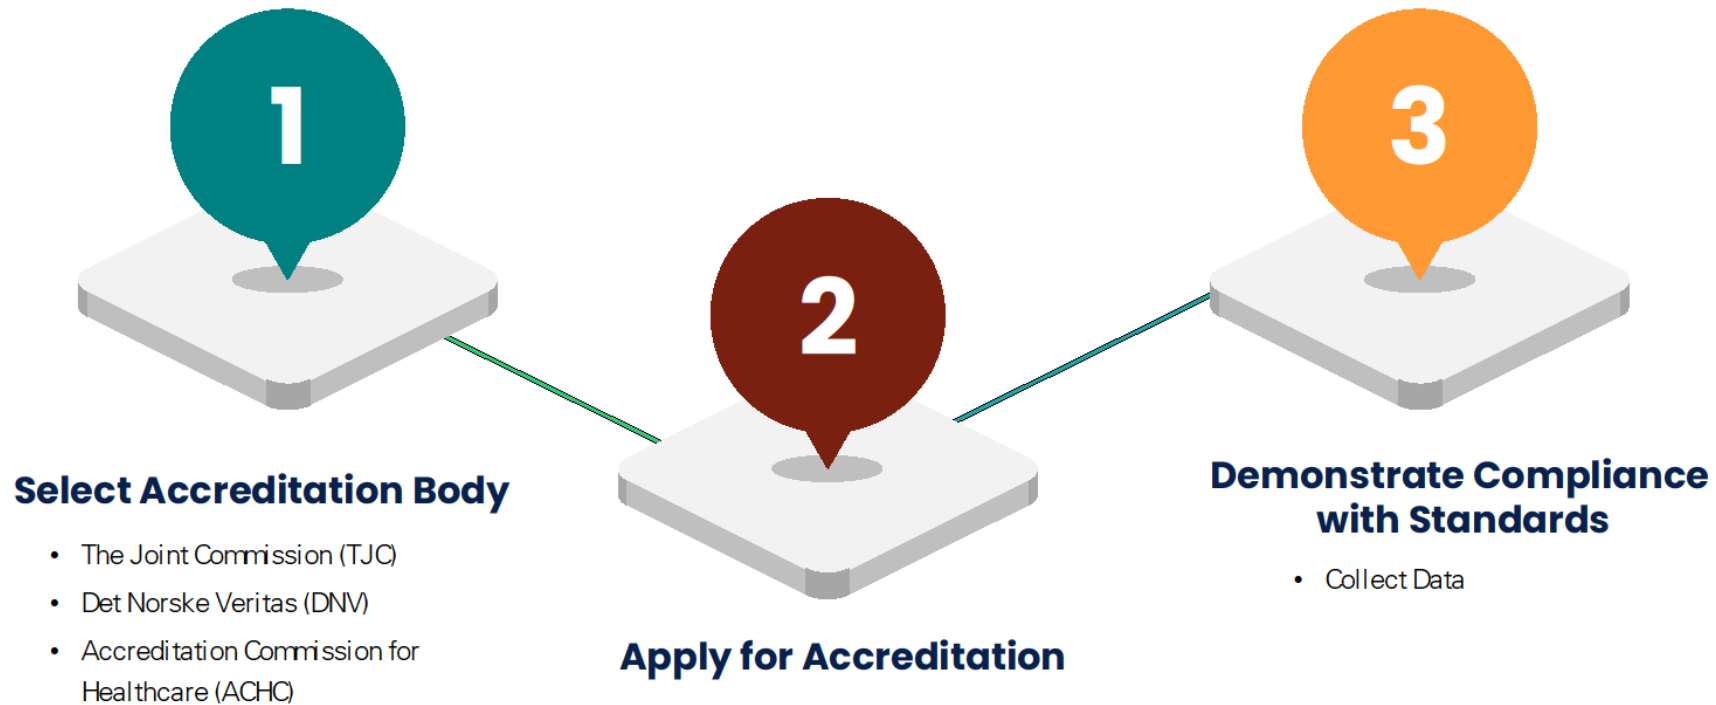 1
Select Accreditation Body
• The Joint Commission (TJC)
• Det Norske Veritas (DNV)
• Accreditation Commission for
Healthcare (ACHC)
2
Apply for Accreditation
3
Demonstrate Compliance
with Standards
• Collect Data